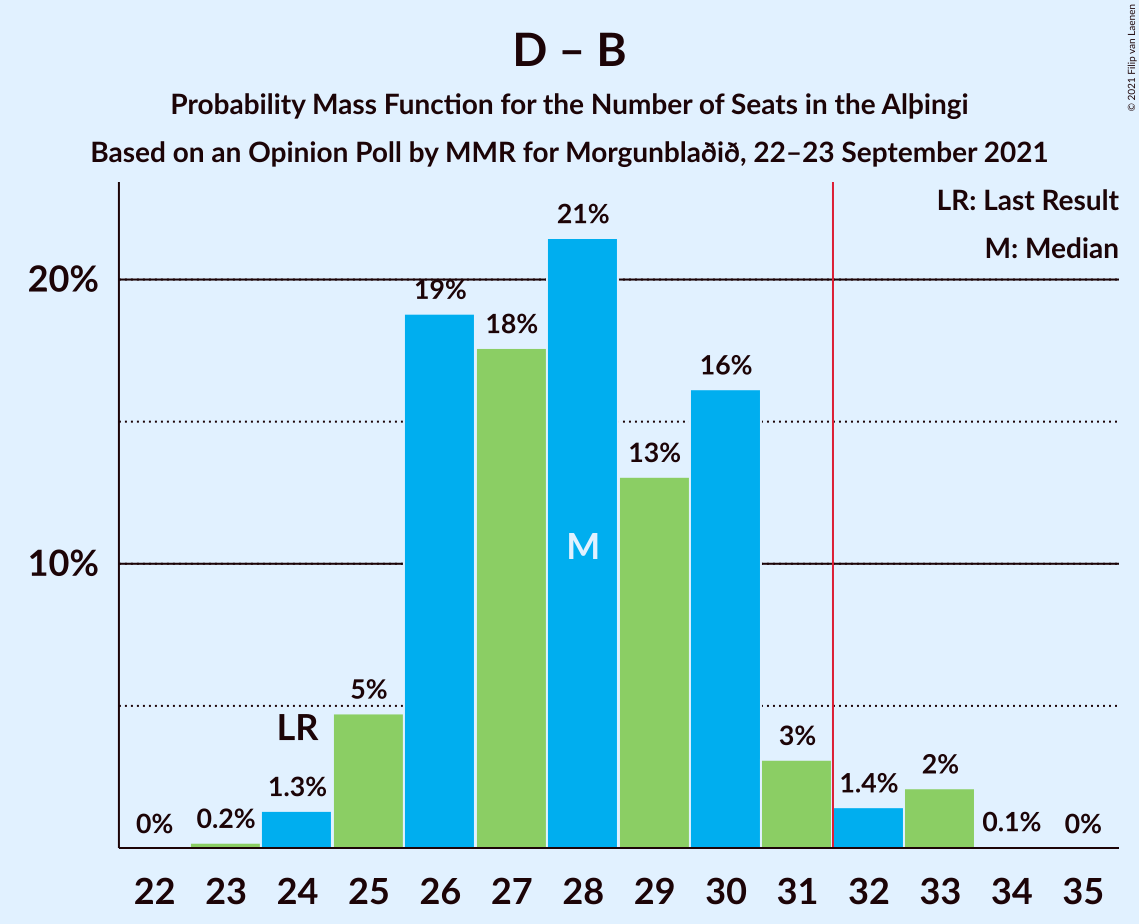 D – B
Probability Mass Function for the Number of Seats in the Alþingi
Based on an Opinion Poll by MMR for Morgunblaðið, 22–23 September 2021
© 2021 Filip van Laenen
LR: Last Result
M: Median
20%
10%
0%
0.2%
1.3%
LR
5%
19%
18%
21%
M
13%
16%
3%
1.4%
2%
0.1%
0%
22 23 24 25 26 27 28 29 30 31 32 33 34 35